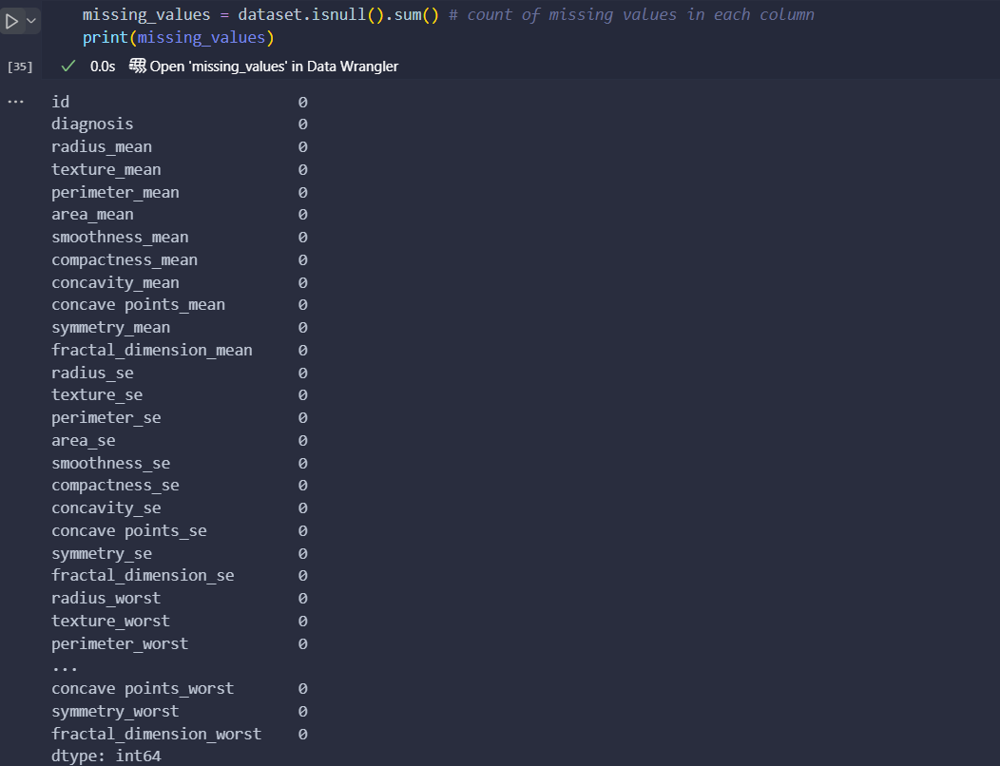 missing_values = dataset.isnull().sum() # count of missing values in each column
print(missing_values)
[35] 0.0s Open 'missing_values' in Data Wrangler
... id 0
diagnosis 0
radius_mean 0
texture_mean 0
perimeter_mean 0
area_mean 0
smoothness_mean 0
compactness_mean 0
concavity_mean 0
concave points_mean 0
symmetry_mean 0
fractal_dimension_mean 0
radius_se 0
texture_se 0
perimeter_se 0
area_se 0
smoothness_se 0
compactness_se 0
concavity_se 0
concave points_se 0
symmetry_se 0
fractal_dimension_se 0
radius_worst 0
texture_worst 0
perimeter_worst 0
...
concave points_worst 0
symmetry_worst 0
fractal_dimension_worst 0
dtype: int64